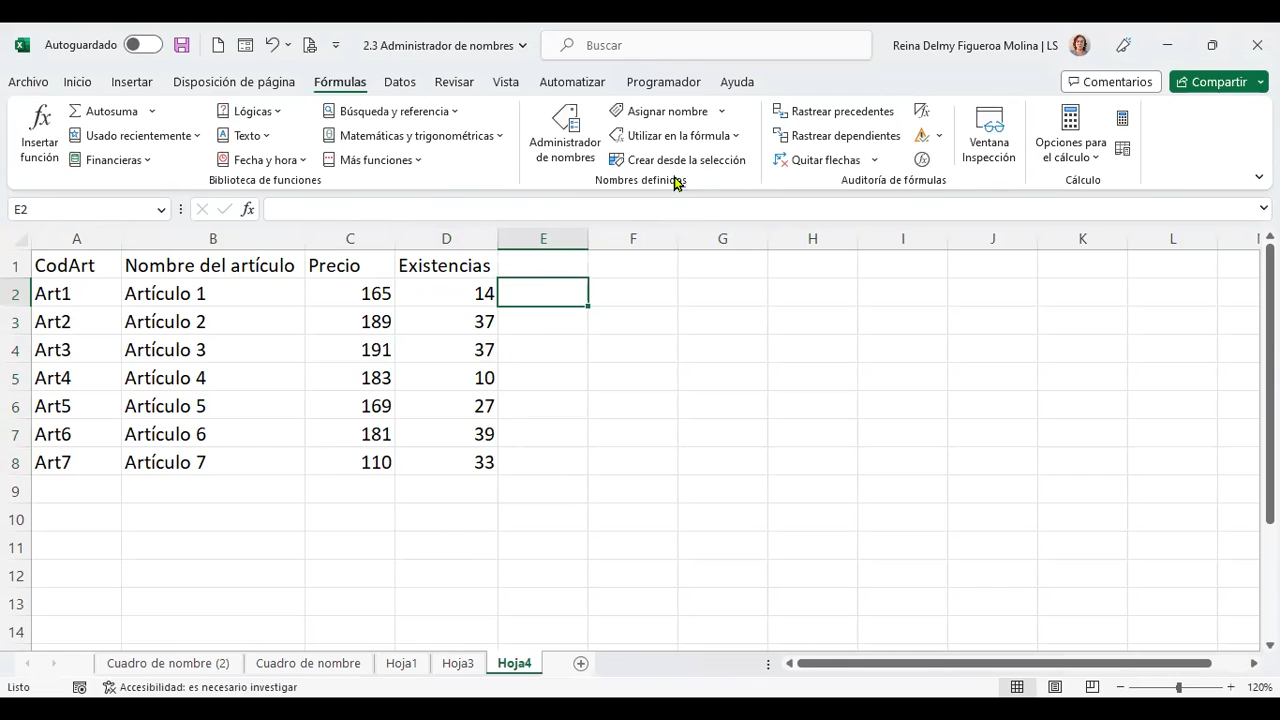 Autoguardado 2.3 Administrador de nombres Buscar Reina Delmy Figueroa Molina | LS
Archivo Inicio Insertar Disposición de página Fórmulas Datos Revisar Vista Automatizar Programador Ayuda Comentarios Compartir
fx Autosuma Lógicas Búsqueda y referencia Asignar nombre Rastrear precedentes
Insertar función Usado recientemente Texto Matemáticas y trigonométricas Administrador de nombres Utilizar en la fórmula Rastrear dependientes Ventana Inspección Opciones para el cálculo
Financieras Fecha y hora Más funciones Crear desde la selección Quitar flechas
Biblioteca de funciones Nombres definidos Auditoría de fórmulas Cálculo
E2 fx
A B C D E F G H I J K L
1 CodArt Nombre del artículo Precio Existencias
2 Art1 Artículo 1 165 14
3 Art2 Artículo 2 189 37
4 Art3 Artículo 3 191 37
5 Art4 Artículo 4 183 10
6 Art5 Artículo 5 169 27
7 Art6 Artículo 6 181 39
8 Art7 Artículo 7 110 33
9
10
11
12
13
14
Cuadro de nombre (2) Cuadro de nombre Hoja1 Hoja3 Hoja4
Listo Accesibilidad: es necesario investigar 120%